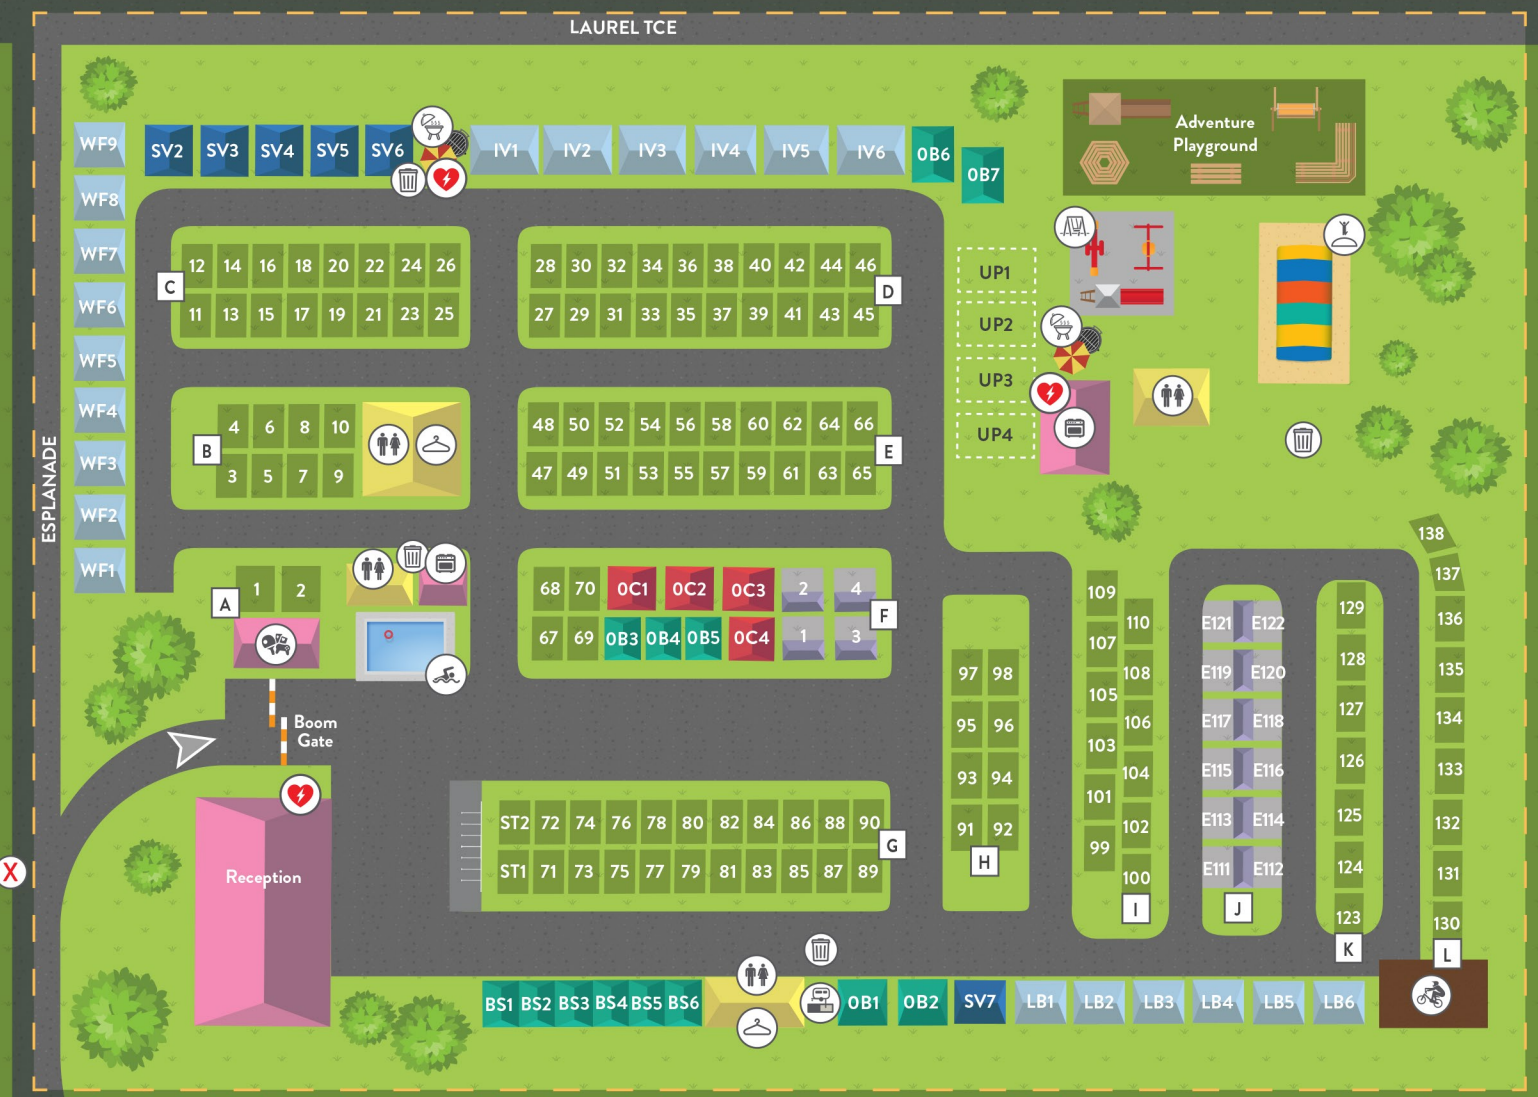 LAUREL TCE
ESPLANADE
WF9
WF8
WF7
WF6
WF5
WF4
WF3
WF2
WF1
SV2 SV3 SV4 SV5 SV6
IV1 IV2 IV3 IV4 IV5 IV6
OB6
OB7
Adventure
Playground
12 14 16 18 20 22 24 26
C
11 13 15 17 19 21 23 25
28 30 32 34 36 38 40 42 44 46
D
27 29 31 33 35 37 39 41 43 45
UP1
UP2
UP3
UP4
4 6 8 10
B
3 5 7 9
48 50 52 54 56 58 60 62 64 66
E
47 49 51 53 55 57 59 61 63 65
1 2
A
68 70 OC1 OC2 OC3 2 4
F
67 69 OB3 OB4 OB5 OC4 1 3
Boom
Gate
Reception
X
ST2 72 74 76 78 80 82 84 86 88 90
G
ST1 71 73 75 77 79 81 83 85 87 89
97 98
95 96
93 94
91 92
H
109
110
107
108
105
106
103
104
101
102
99
100
I
E121 E122
E119 E120
E117 E118
E115 E116
E113 E114
E111 E112
J
129
128
127
126
125
124
123
K
138
137
136
135
134
133
132
131
130
L
BS1 BS2 BS3 BS4 BS5 BS6
OB1 OB2 SV7 LB1 LB2 LB3 LB4 LB5 LB6